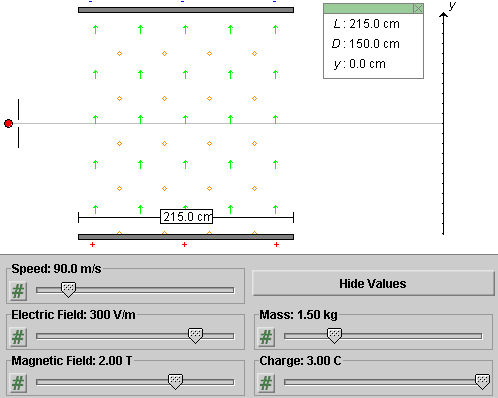 - - -
y
L: 215.0 cm
D: 150.0 cm
y: 0.0 cm
215.0 cm
+ + +
Speed: 90.0 m/s
#
Hide Values
Electric Field: 300 V/m
#
Mass: 1.50 kg
#
Magnetic Field: 2.00 T
#
Charge: 3.00 C
#